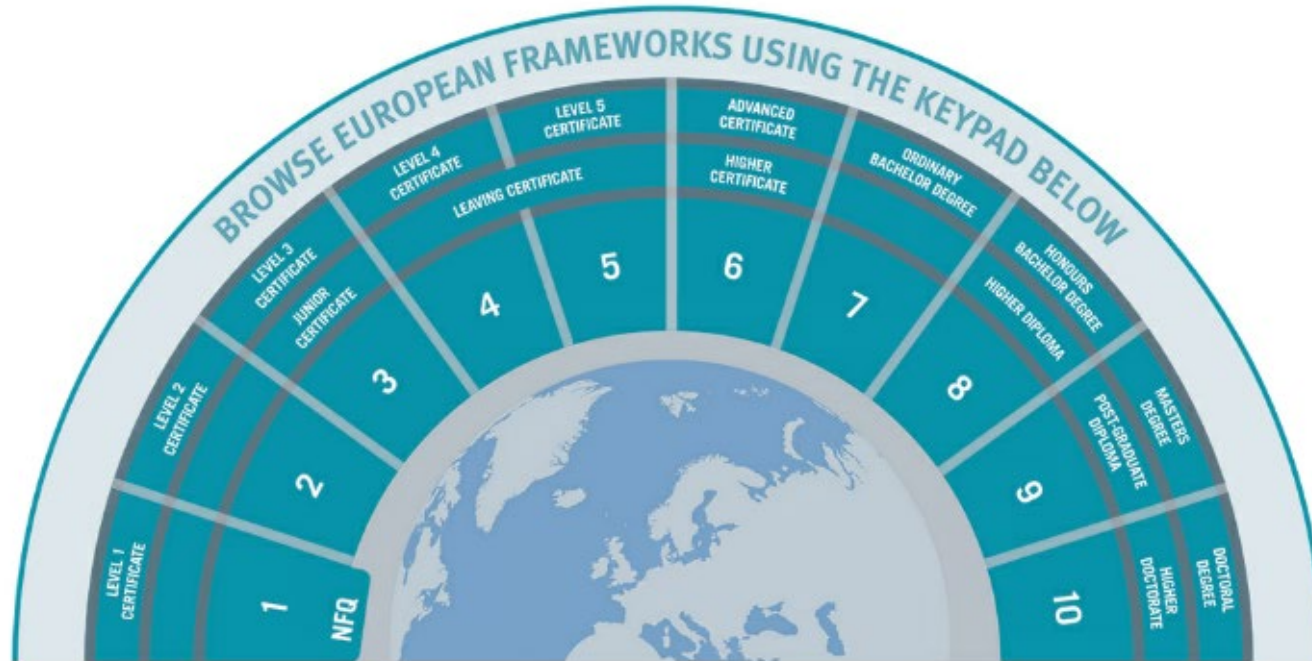 BROWSE EUROPEAN FRAMEWORKS USING THE KEYPAD BELOW
LEVEL 1
CERTIFICATE
1
NFQ
LEVEL 2
CERTIFICATE
2
LEVEL 3
CERTIFICATE
JUNIOR
CERTIFICATE
3
LEVEL 4
CERTIFICATE
LEAVING CERTIFICATE
4
LEVEL 5
CERTIFICATE
5
ADVANCED
CERTIFICATE
HIGHER
CERTIFICATE
6
ORDINARY
BACHELOR DEGREE
7
HONOURS
BACHELOR DEGREE
HIGHER DIPLOMA
8
MASTERS
DEGREE
POST-GRADUATE
DIPLOMA
9
DOCTORAL
DEGREE
HIGHER
DOCTORATE
10